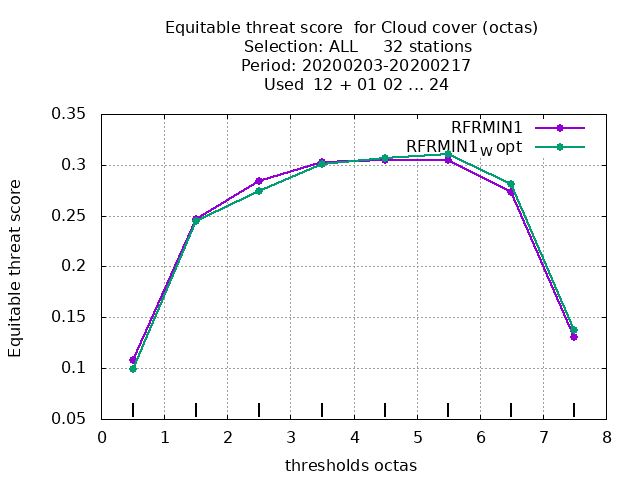 Equitable threat score  for Cloud cover (octas)
Selection: ALL     32 stations
Period: 20200203-20200217
Used  12 + 01 02 ... 24
RFRMIN1
RFRMIN1W opt
0.35
0.3
0.25
0.2
0.15
0.1
0.05
Equitable threat score
0 1 2 3 4 5 6 7 8
thresholds octas